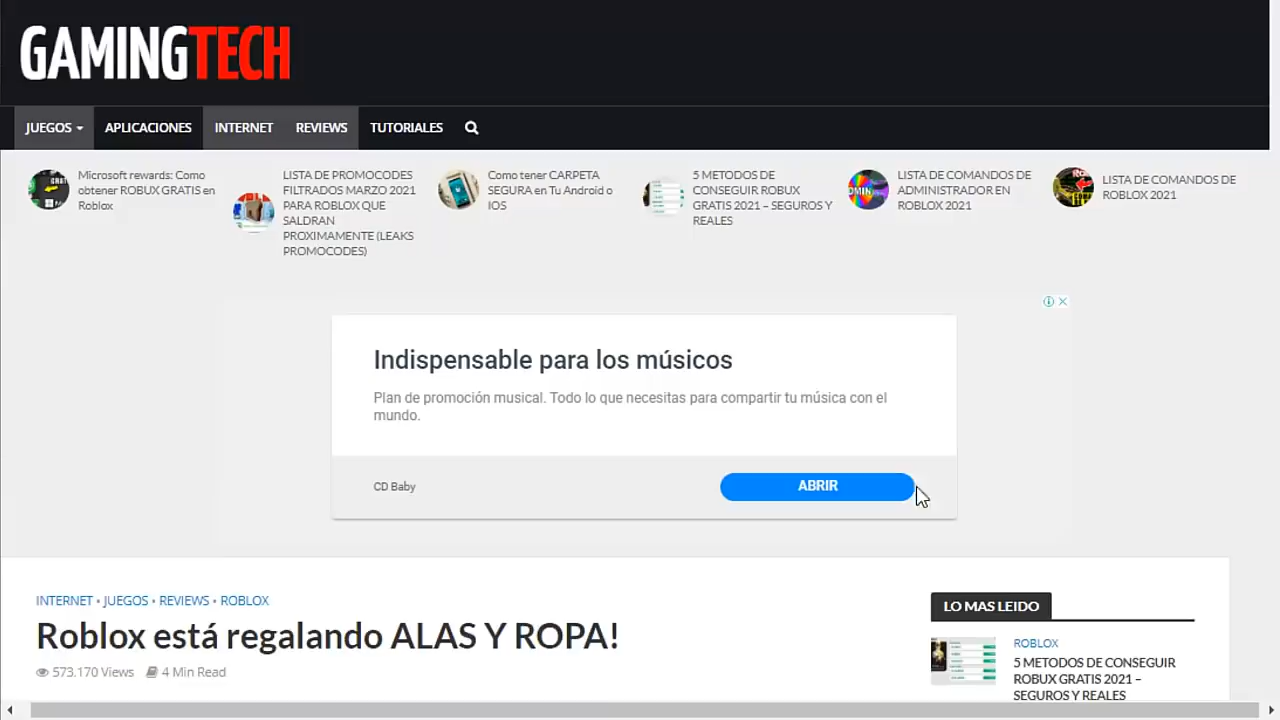 GAMINGTECH
JUEGOS
APLICACIONES
INTERNET
REVIEWS
TUTORIALES
Microsoft rewards: Como
obtener ROBUX GRATIS en
Roblox
LISTA DE PROMOCODES
FILTRADOS MARZO 2021
PARA ROBLOX QUE
SALDRAN
PROXIMAMENTE (LEAKS
PROMOCODES)
Como tener CARPETA
SEGURA en Tu Android o
IOS
5 METODOS DE
CONSEGUIR ROBUX
GRATIS 2021 – SEGUROS Y
REALES
LISTA DE COMANDOS DE
ADMINISTRADOR EN
ROBLOX 2021
LISTA DE COMANDOS DE
ROBLOX 2021
Indispensable para los músicos
Plan de promoción musical. Todo lo que necesitas para compartir tu música con el
mundo.
CD Baby
ABRIR
INTERNET • JUEGOS • REVIEWS • ROBLOX
Roblox está regalando ALAS Y ROPA!
573.170 Views
4 Min Read
LO MAS LEIDO
ROBLOX
5 METODOS DE CONSEGUIR
ROBUX GRATIS 2021 –
SEGUROS Y REALES